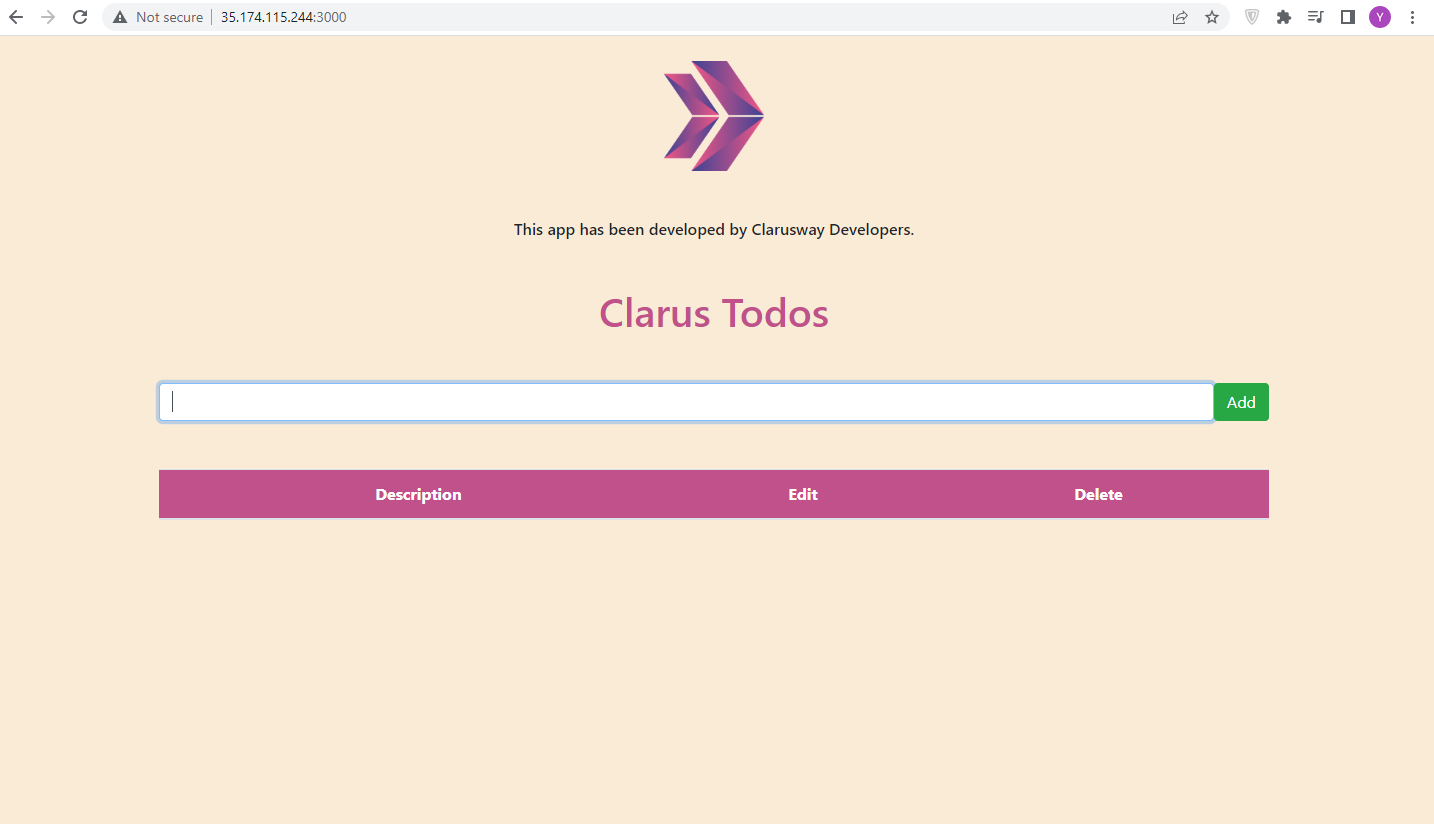 Not secure 35.174.115.244:3000
Y
This app has been developed by Clarusway Developers.
Clarus Todos
Add
Description Edit Delete